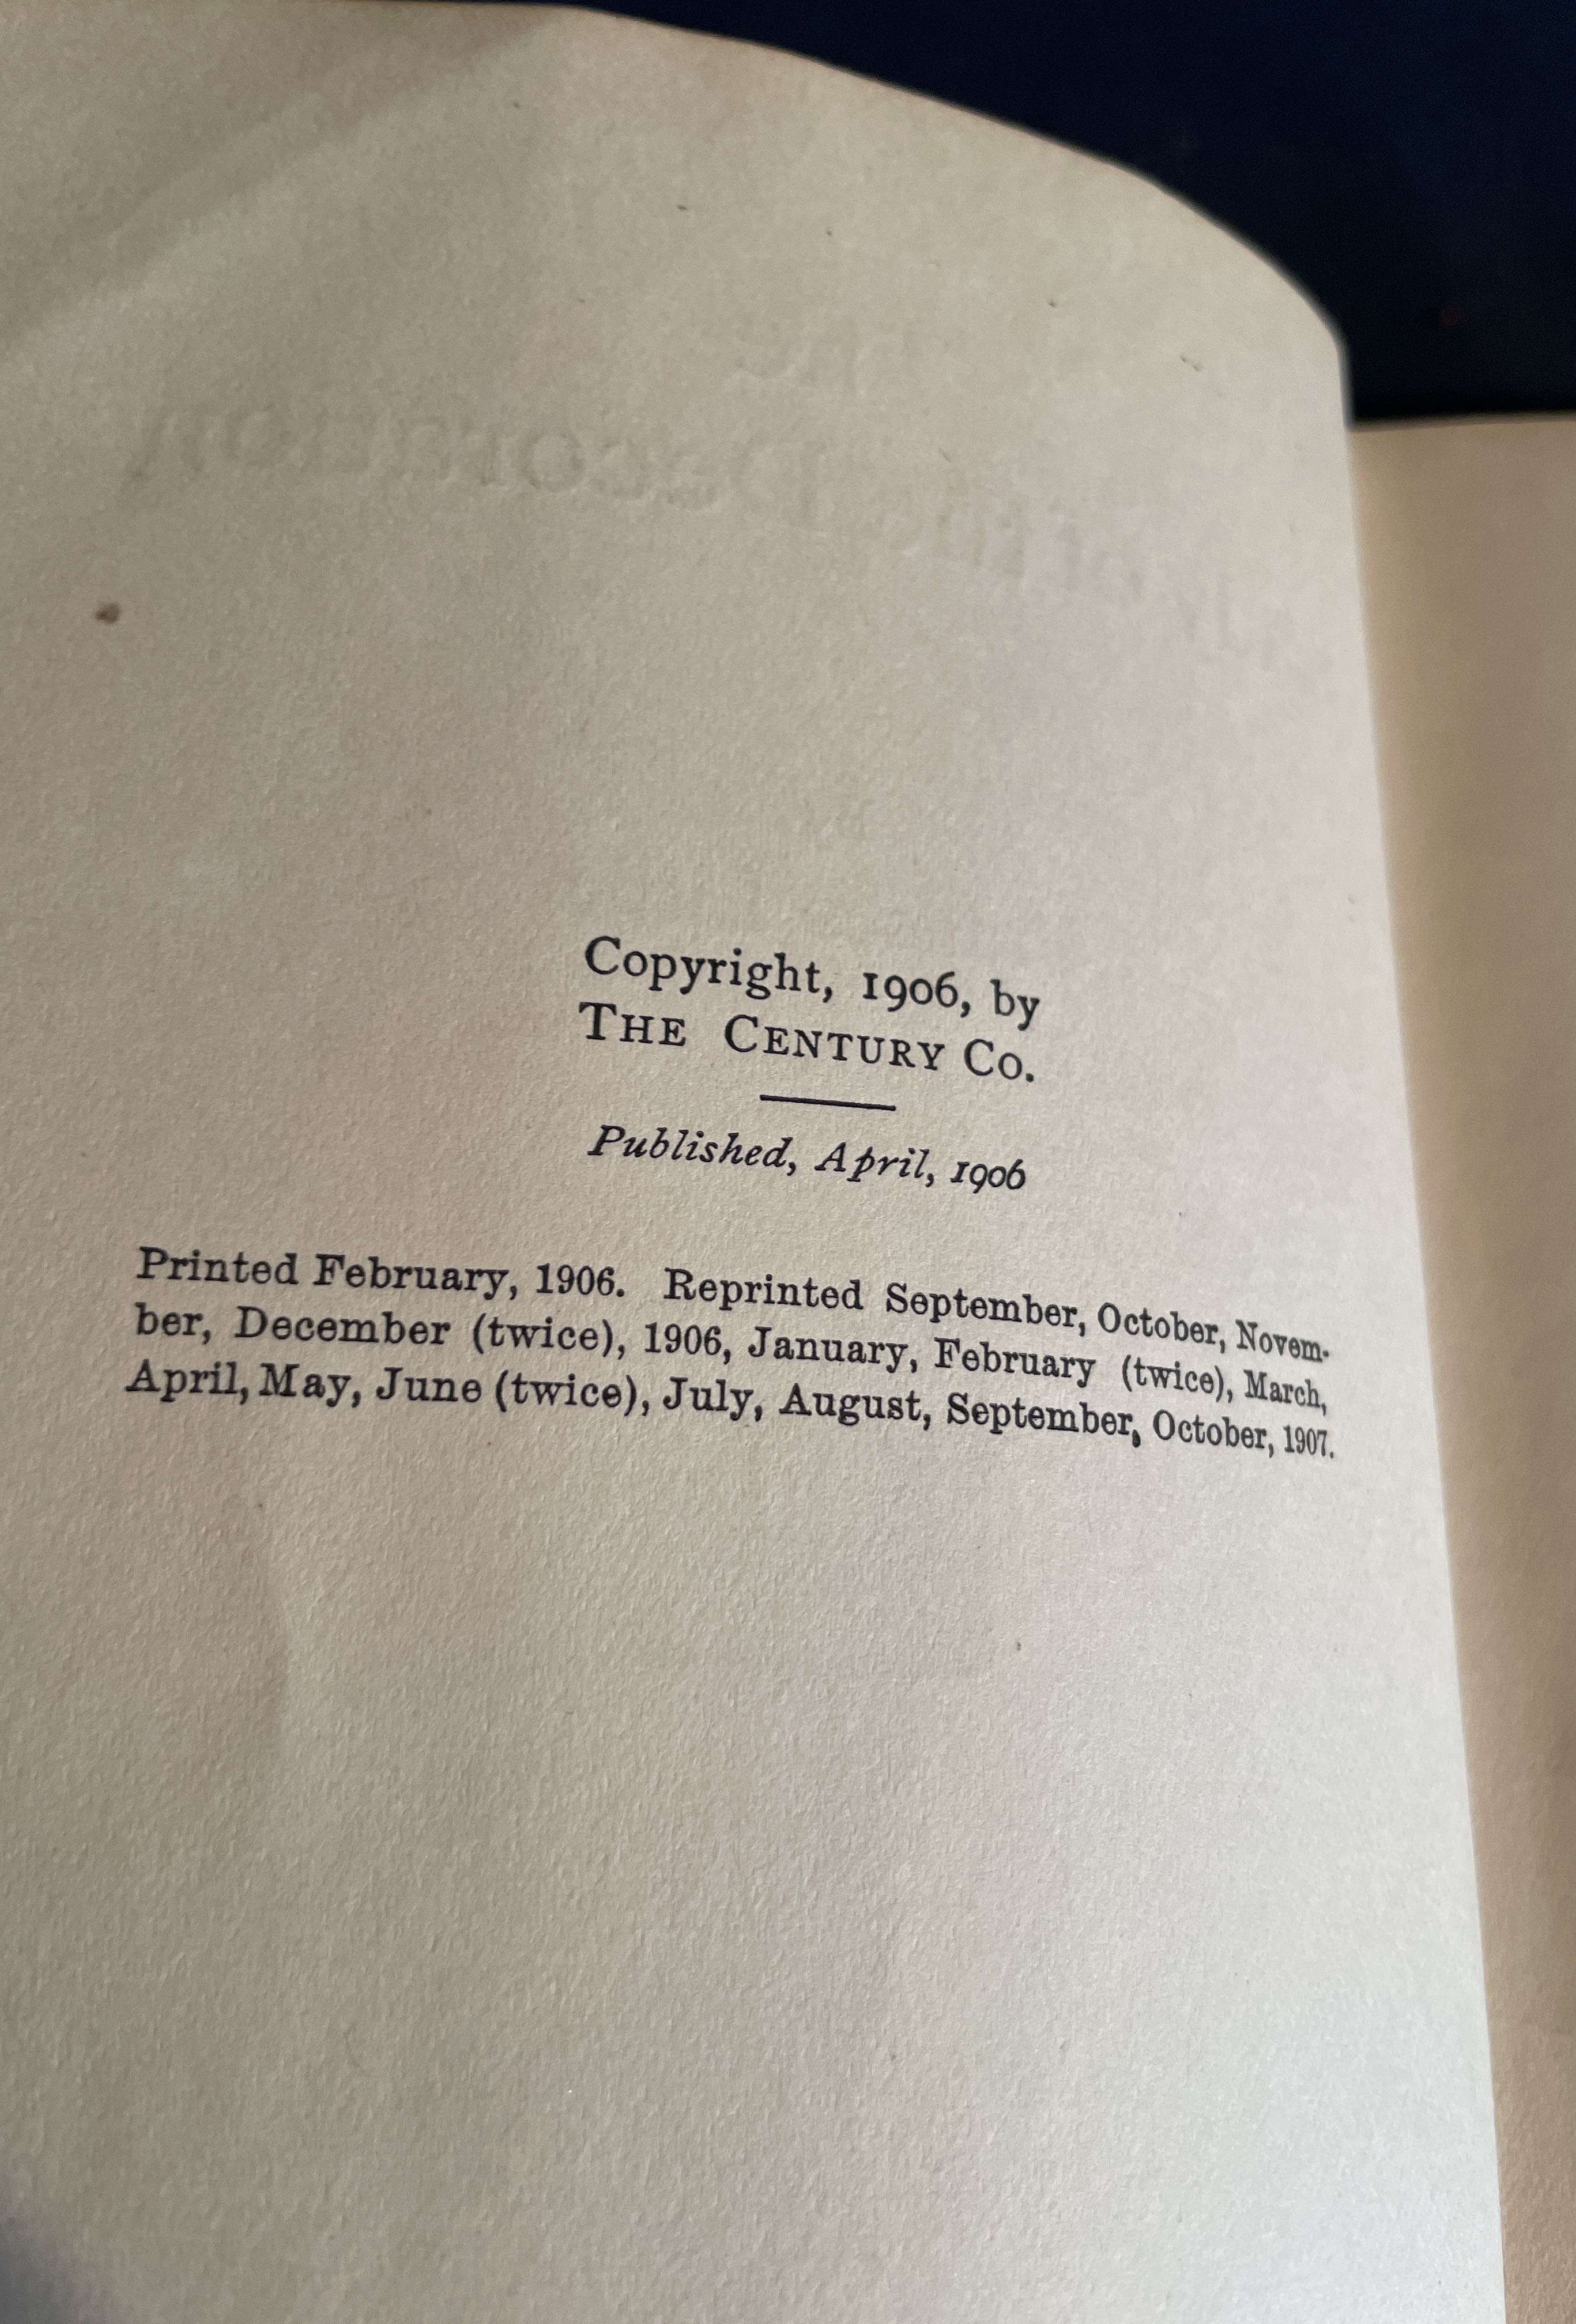 Copyright, 1906, by
THE CENTURY CO.
Published, April, 1906
Printed February, 1906. Reprinted September, October, Novem-
ber, December (twice), 1906, January, February (twice), March,
April, May, June (twice), July, August, September, October, 1907.